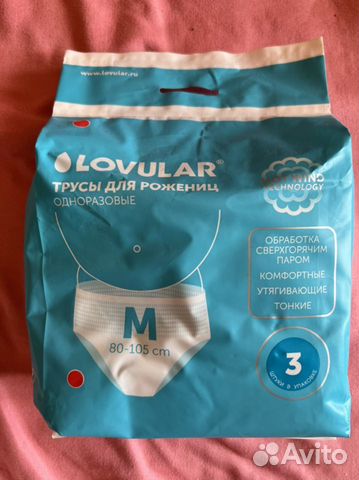 www.lovular.ru
LOVULAR®
ТРУСЫ ДЛЯ РОЖЕНИЦ
ОДНОРАЗОВЫЕ
WIND
TECHNOLOGY
ОБРАБОТКА
СВЕРХГОРЯЧИМ
ПАРОМ
КОМФОРТНЫЕ
УТЯГИВАЮЩИЕ
ТОНКИЕ
M
80-105 cm
3
ШТУКИ В УПАКОВКЕ
Avito